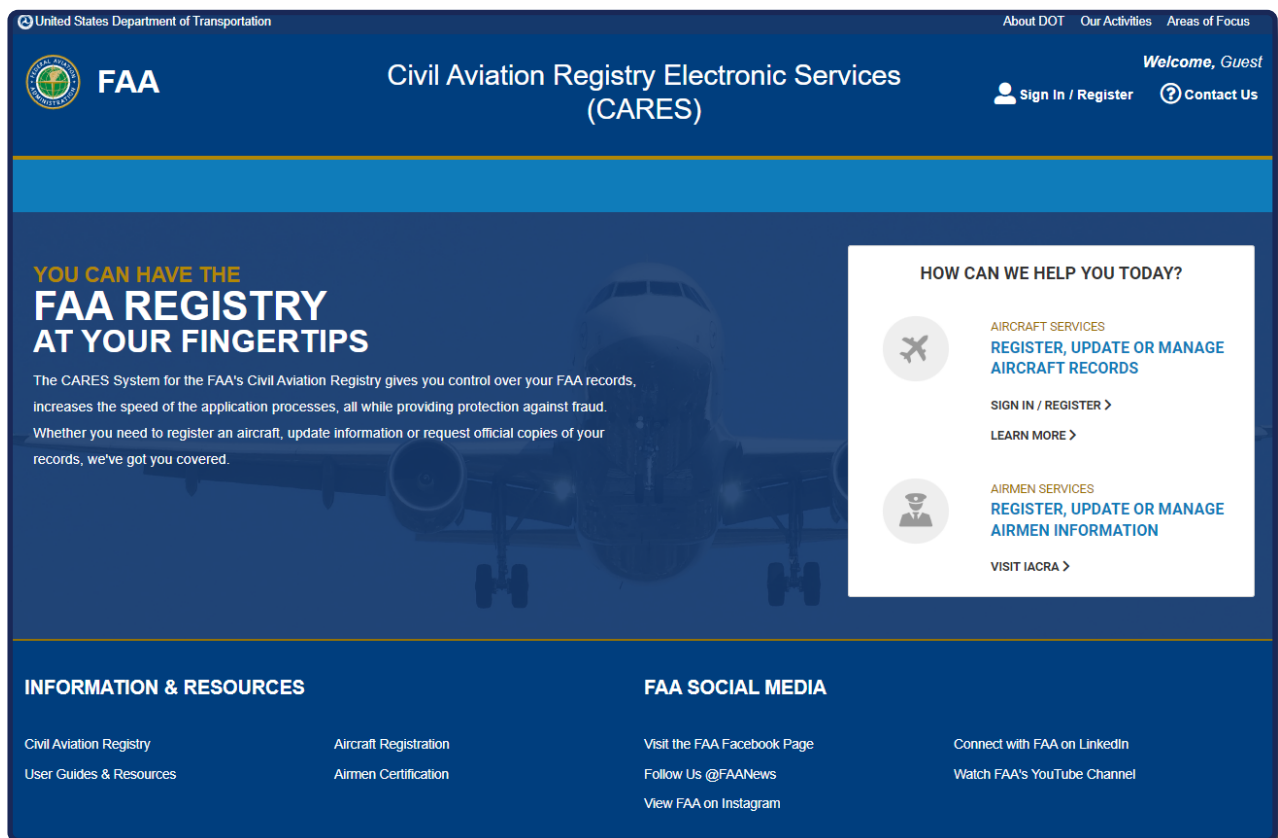 United States Department of Transportation
About DOT Our Activities Areas of Focus
FAA
Civil Aviation Registry Electronic Services
(CARES)
Welcome, Guest
Sign In / Register
Contact Us
YOU CAN HAVE THE
FAA REGISTRY
AT YOUR FINGERTIPS
The CARES System for the FAA's Civil Aviation Registry gives you control over your FAA records,
increases the speed of the application processes, all while providing protection against fraud.
Whether you need to register an aircraft, update information or request official copies of your
records, we've got you covered.
HOW CAN WE HELP YOU TODAY?
AIRCRAFT SERVICES
REGISTER, UPDATE OR MANAGE
AIRCRAFT RECORDS
SIGN IN / REGISTER >
LEARN MORE >
AIRMEN SERVICES
REGISTER, UPDATE OR MANAGE
AIRMEN INFORMATION
VISIT IACRA >
INFORMATION & RESOURCES
Civil Aviation Registry
Aircraft Registration
User Guides & Resources
Airmen Certification
FAA SOCIAL MEDIA
Visit the FAA Facebook Page
Connect with FAA on LinkedIn
Follow Us @FAANews
Watch FAA's YouTube Channel
View FAA on Instagram